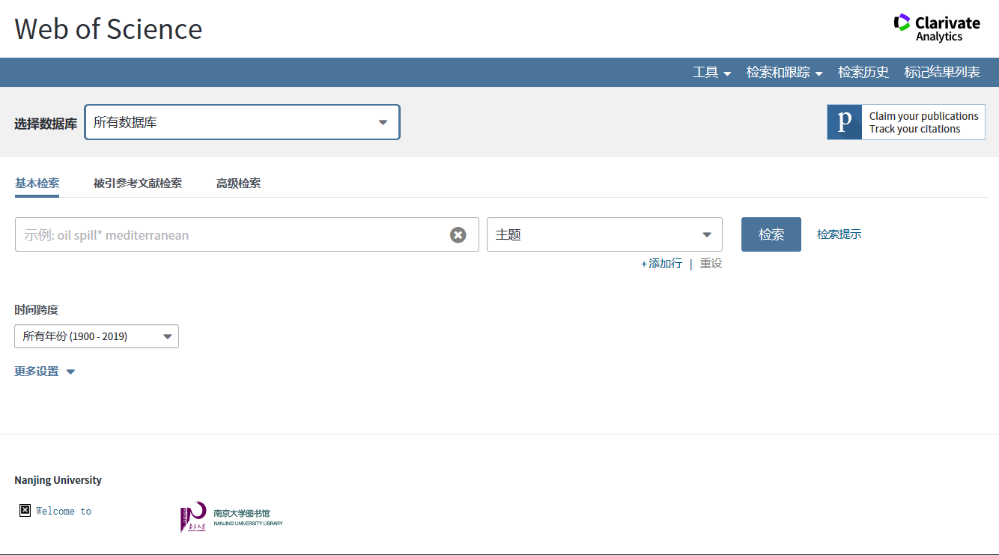 Web of Science
Clarivate
Analytics
工具 检索和跟踪 检索历史 标记结果列表
选择数据库 所有数据库
p Claim your publications
Track your citations
基本检索 被引参考文献检索 高级检索
示例: oil spill* mediterranean 主题 检索 检索提示
+ 添加行 | 重设
时间跨度
所有年份 (1900 - 2019)
更多设置
Nanjing University
Welcome to
南京大学图书馆
NANJING UNIVERSITY LIBRARY